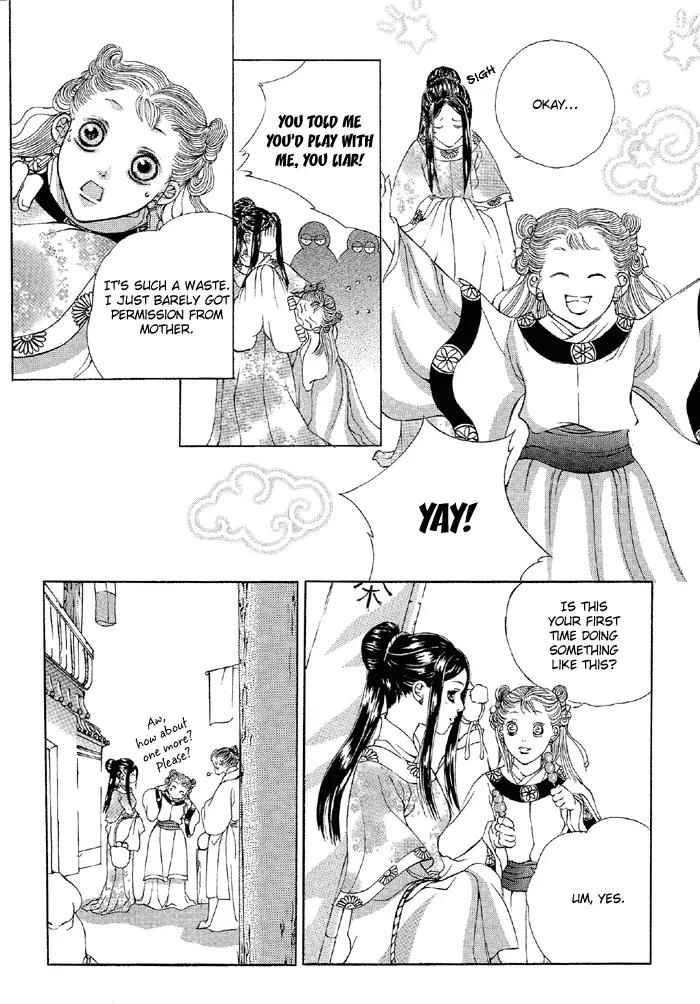 IT'S SUCH A WASTE.
I JUST BARELY GOT
PERMISSION FROM
MOTHER.
YOU TOLD ME
YOU'D PLAY WITH
ME, YOU LIAR!
SIGH
OKAY...
YAY!
Aw,
how about
one more?
Please?
IS THIS
YOUR FIRST
TIME DOING
SOMETHING
LIKE THIS?
UM, YES.